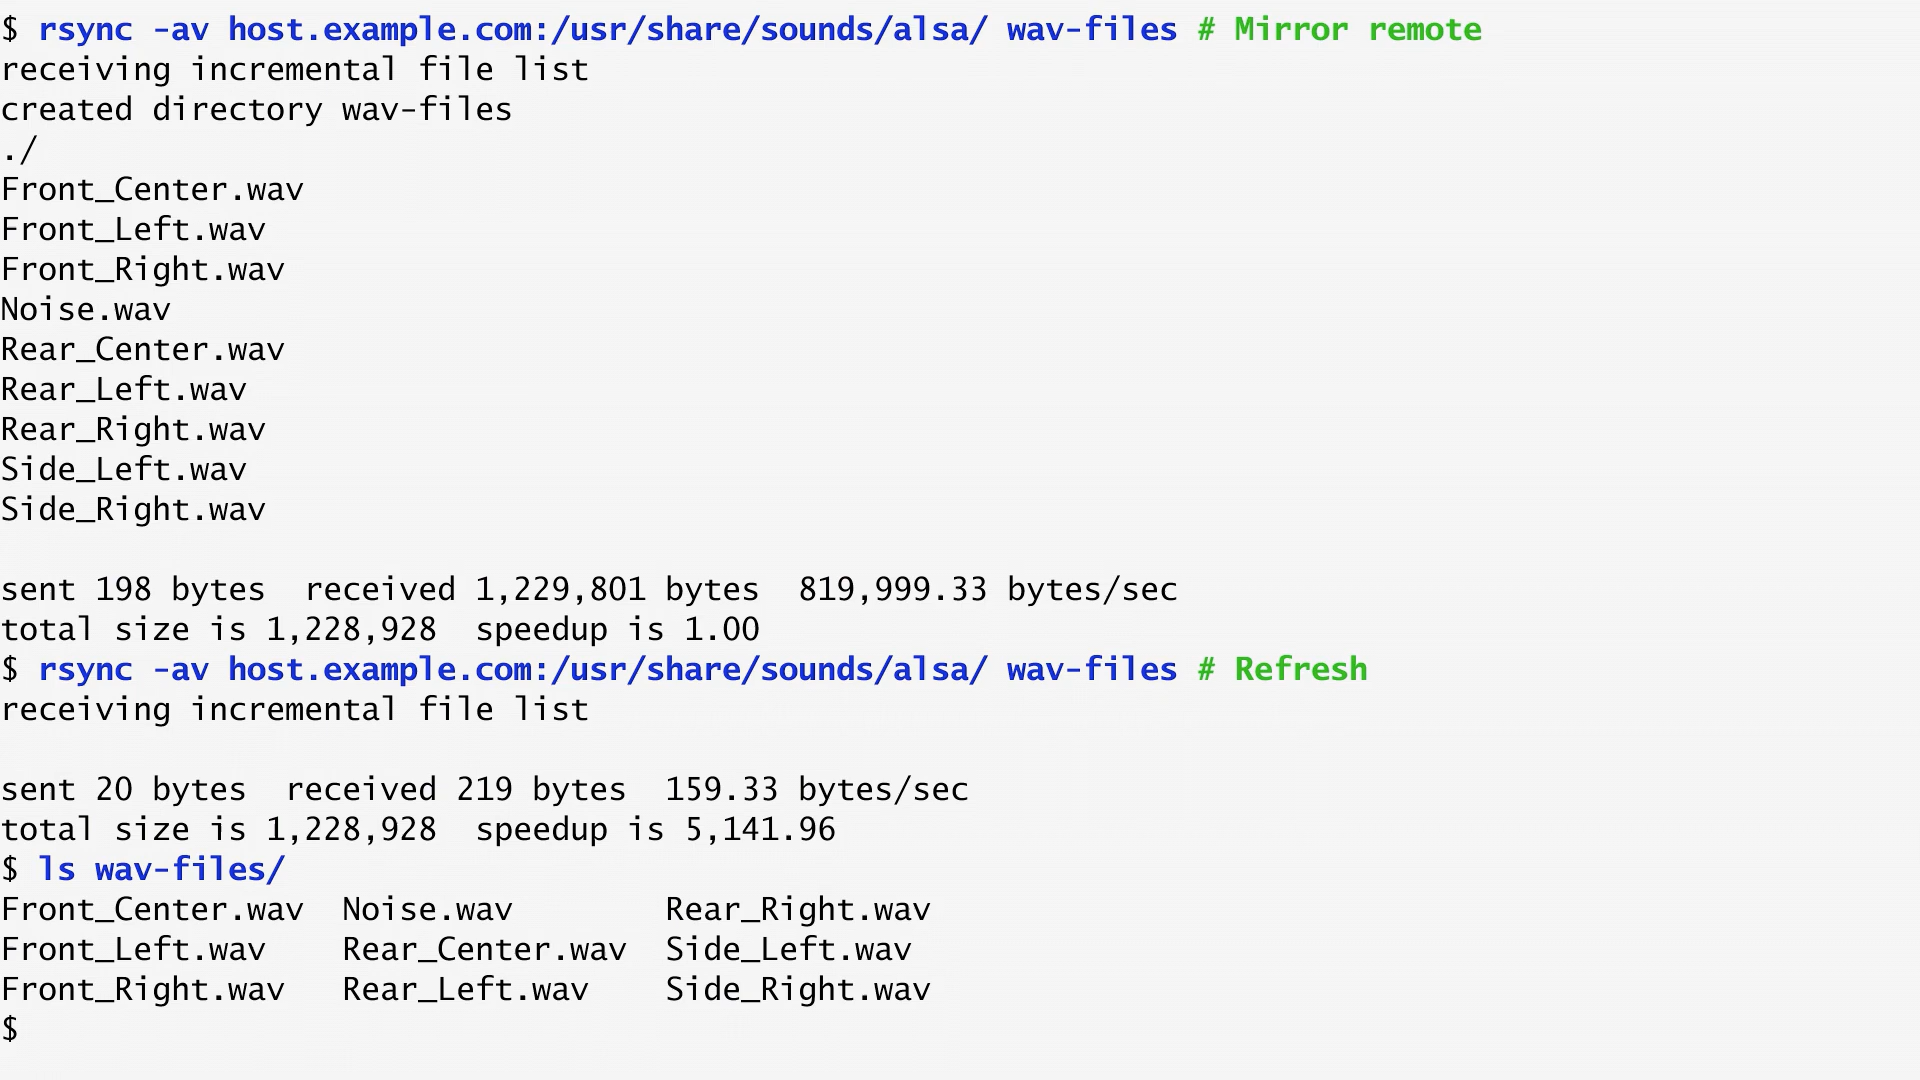 $ rsync -av host.example.com:/usr/share/sounds/alsa/ wav-files # Mirror remote
receiving incremental file list
created directory wav-files
./
Front_Center.wav
Front_Left.wav
Front_Right.wav
Noise.wav
Rear_Center.wav
Rear_Left.wav
Rear_Right.wav
Side_Left.wav
Side_Right.wav

sent 198 bytes  received 1,229,801 bytes  819,999.33 bytes/sec
total size is 1,228,928  speedup is 1.00
$ rsync -av host.example.com:/usr/share/sounds/alsa/ wav-files # Refresh
receiving incremental file list

sent 20 bytes  received 219 bytes  159.33 bytes/sec
total size is 1,228,928  speedup is 5,141.96
$ ls wav-files/
Front_Center.wav  Noise.wav        Rear_Right.wav
Front_Left.wav    Rear_Center.wav  Side_Left.wav
Front_Right.wav   Rear_Left.wav    Side_Right.wav
$